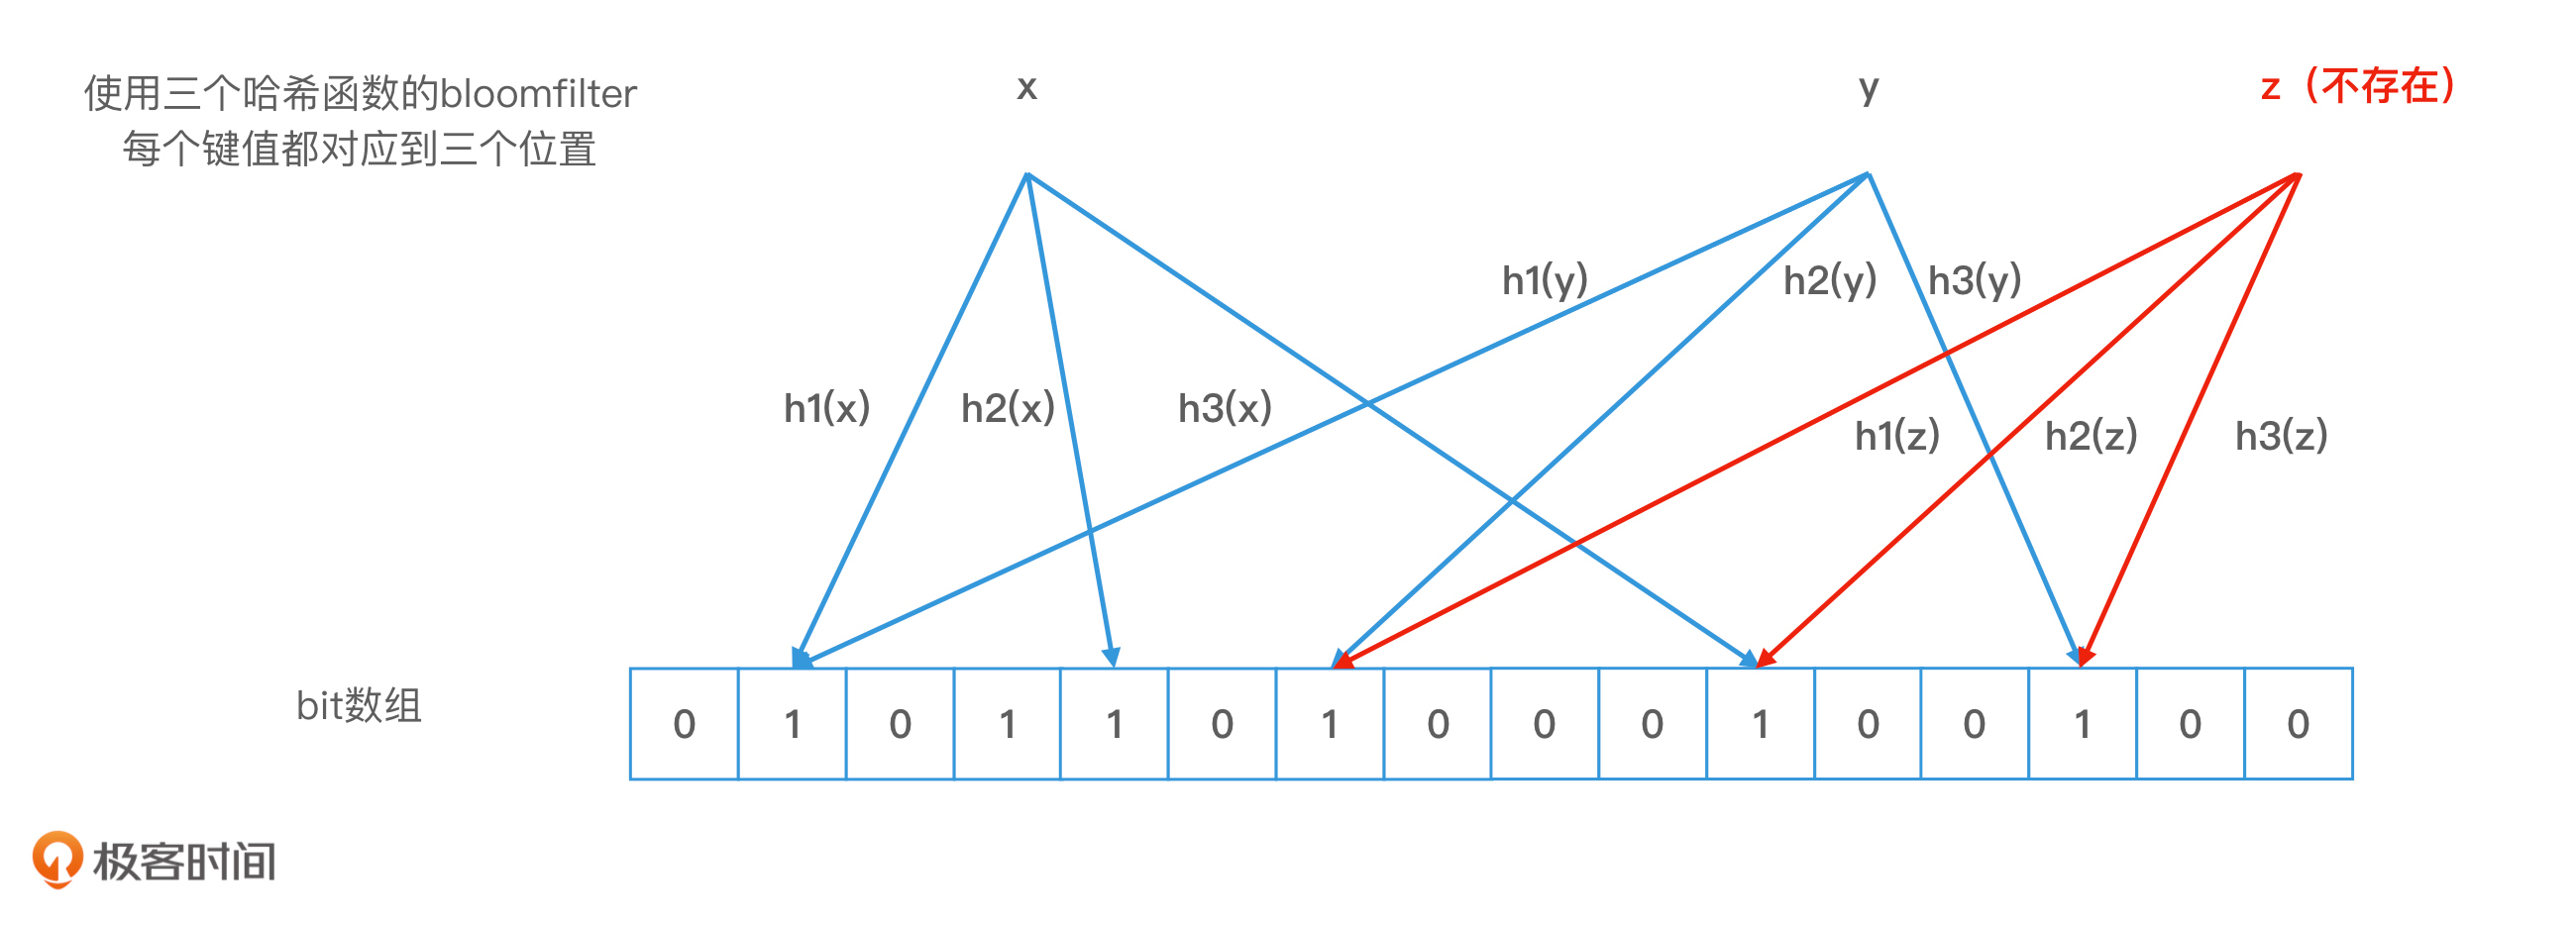 使用三个哈希函数的bloomfilter
每个键值都对应到三个位置
x
y
z（不存在）
h1(y)
h2(y)
h3(y)
h1(x)
h2(x)
h3(x)
h1(z)
h2(z)
h3(z)
bit数组
0 1 0 1 1 0 1 0 0 0 1 0 0 1 0 0
极客时间